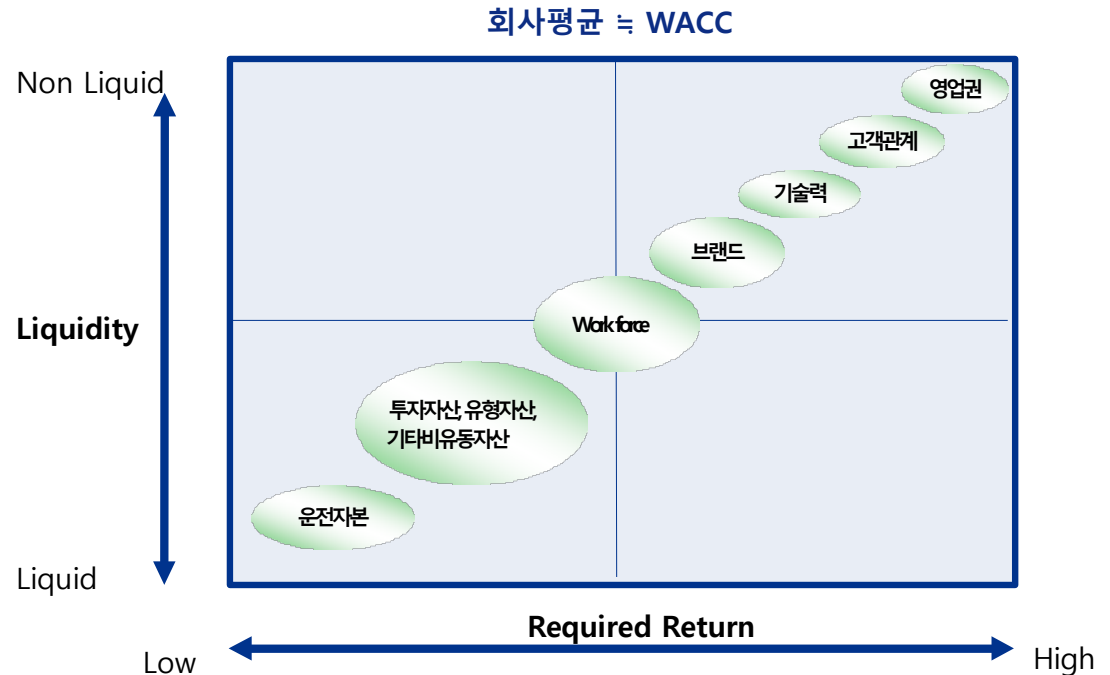 회사평균 ≒ WACC
Non Liquid
영업권
고객관계
기술력
브랜드
Liquidity
Work force
투자자산, 유형자산,
기타비유동자산
운전자본
Liquid
Required Return
Low
High